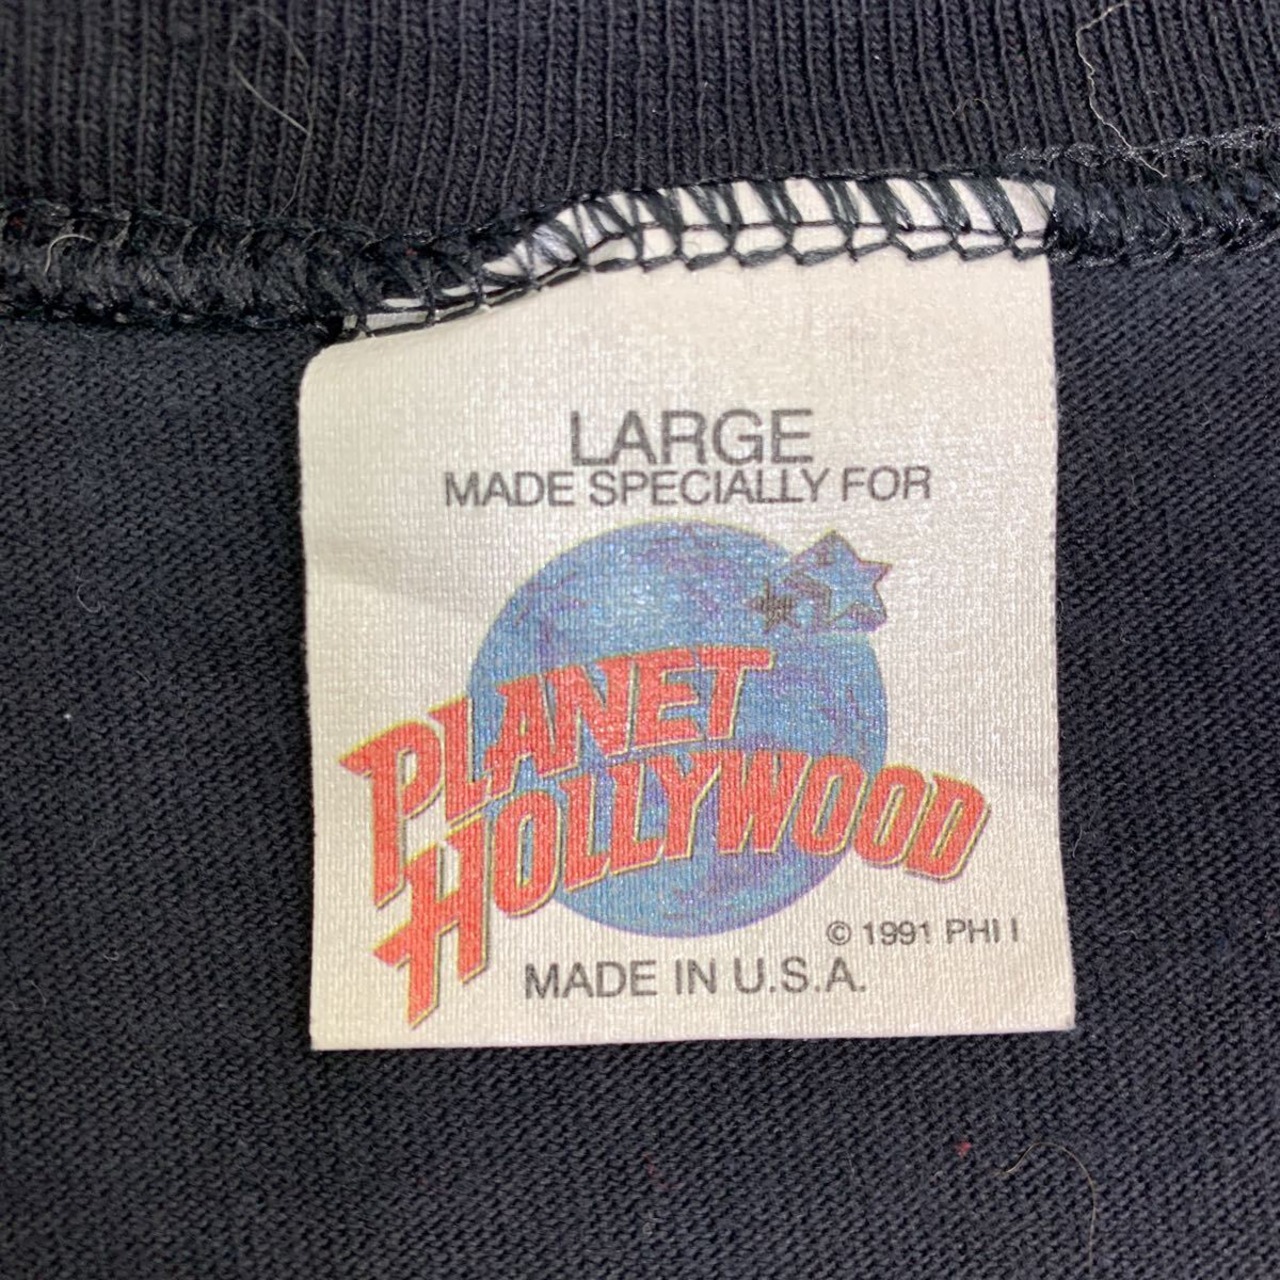 LARGE
MADE SPECIALLY FOR
PLANET
HOLLYWOOD
© 1991 PHI I
MADE IN U.S.A.